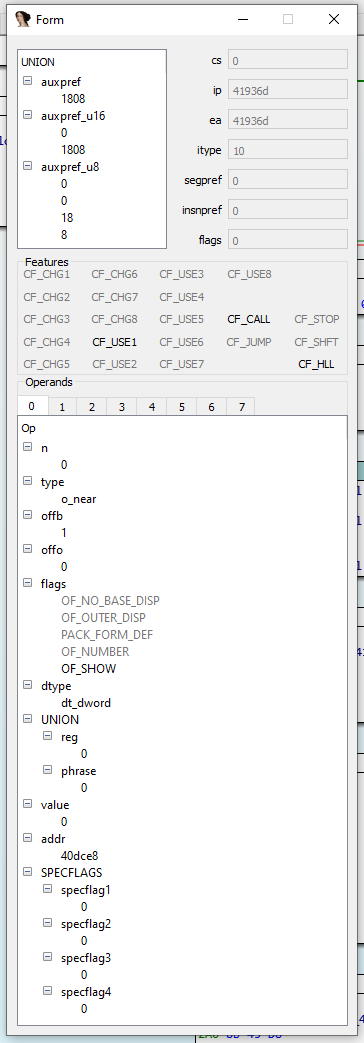 Form
UNION
auxpref
1808
auxpref_u16
0
1808
auxpref_u8
0
0
18
8
cs 0
ip 41936d
ea 41936d
itype 10
segpref 0
insnpref 0
flags 0
Features
CF_CHG1 CF_CHG6 CF_USE3 CF_USE8
CF_CHG2 CF_CHG7 CF_USE4
CF_CHG3 CF_CHG8 CF_USE5 CF_CALL CF_STOP
CF_CHG4 CF_USE1 CF_USE6 CF_JUMP CF_SHFT
CF_CHG5 CF_USE2 CF_USE7 CF_HLL
Operands
0 1 2 3 4 5 6 7
Op
n
0
type
o_near
offb
1
offo
0
flags
OF_NO_BASE_DISP
OF_OUTER_DISP
PACK_FORM_DEF
OF_NUMBER
OF_SHOW
dtype
dt_dword
UNION
reg
0
phrase
0
value
0
addr
40dce8
SPECFLAGS
specflag1
0
specflag2
0
specflag3
0
specflag4
0